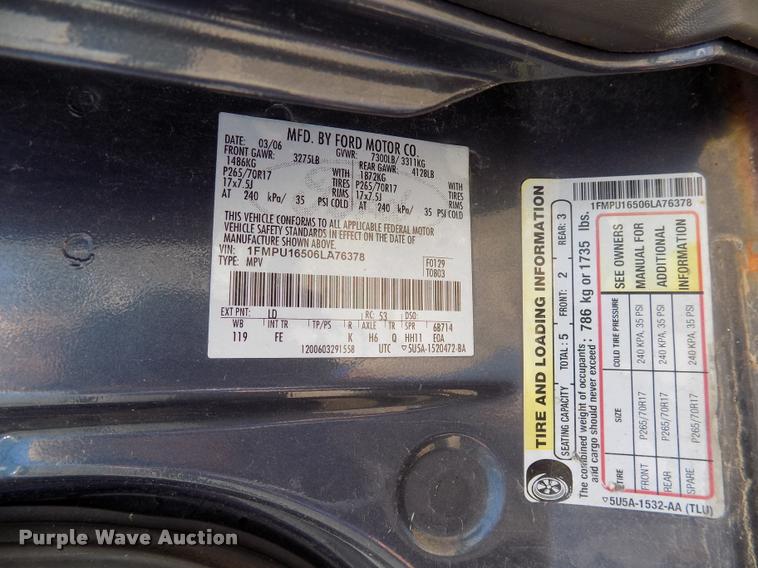 MFD. BY FORD MOTOR CO.
DATE: 03/06 GVWR: 7300LB/ 3311KG
FRONT GAWR: 3275LB REAR GAWR: 4128LB
1486KG WITH 1872KG WITH
P265/70R17 TIRES P265/70R17 TIRES
17x7.5J RIMS 17x7.5J RIMS
AT 240 kPa/ 35 PSI COLD AT 240 kPa/ 35 PSI COLD
THIS VEHICLE CONFORMS TO ALL APPLICABLE FEDERAL MOTOR
VEHICLE SAFETY STANDARDS IN EFFECT ON THE DATE OF
MANUFACTURE SHOWN ABOVE.
VIN: 1FMPU16506LA76378 F0129
TYPE: MPV T0803
EXT PNT: LD RC: 53 DSO:
WB INT TR TP/PS R AXLE TR SPR 6B714
119 FE K H6 Q HH11 E0A
1200603291558 UTC ▽5U5A-1520472-BA
TIRE AND LOADING INFORMATION
SEATING CAPACITY TOTAL: 5 FRONT: 2 REAR: 3
The combined weight of occupants and cargo should never exceed: 786 kg or 1735 lbs.
1FMPU16506LA76378
TIRE SIZE COLD TIRE PRESSURE SEE OWNERS
FRONT P265/70R17 240 KPA, 35 PSI MANUAL FOR
REAR P265/70R17 240 KPA, 35 PSI ADDITIONAL
SPARE P265/70R17 240 KPA, 35 PSI INFORMATION
▽5U5A-1532-AA (TLU)
Purple Wave Auction